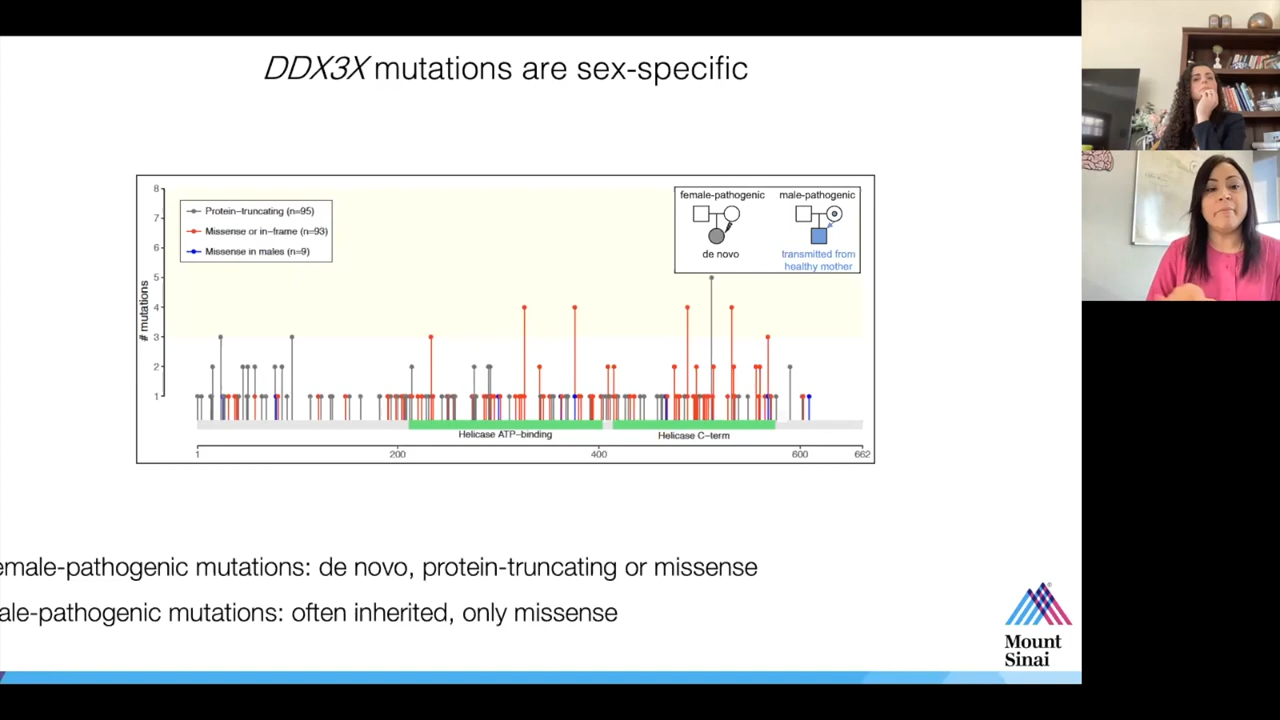 DDX3X mutations are sex-specific
8
7
6
5
4
3
2
1
# mutations
Protein-truncating (n=95)
Missense or in-frame (n=93)
Missense in males (n=9)
female-pathogenic male-pathogenic
de novo
transmitted from
healthy mother
Helicase ATP-binding
Helicase C-term
1 200 400 600 662
emale-pathogenic mutations: de novo, protein-truncating or missense
ale-pathogenic mutations: often inherited, only missense
Mount
Sinai